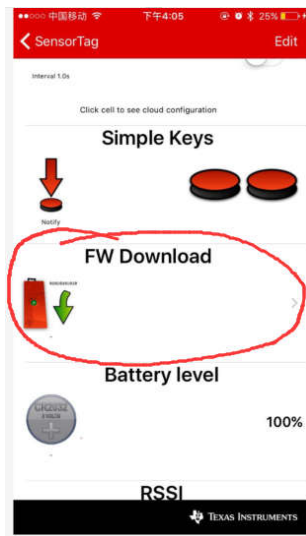 中国移动 下午4:05 25%
SensorTag Edit
Interval 1.0s
Click cell to see cloud configuration
Simple Keys
Notify
FW Download
Battery level
CR2032
100%
RSSI
TEXAS INSTRUMENTS